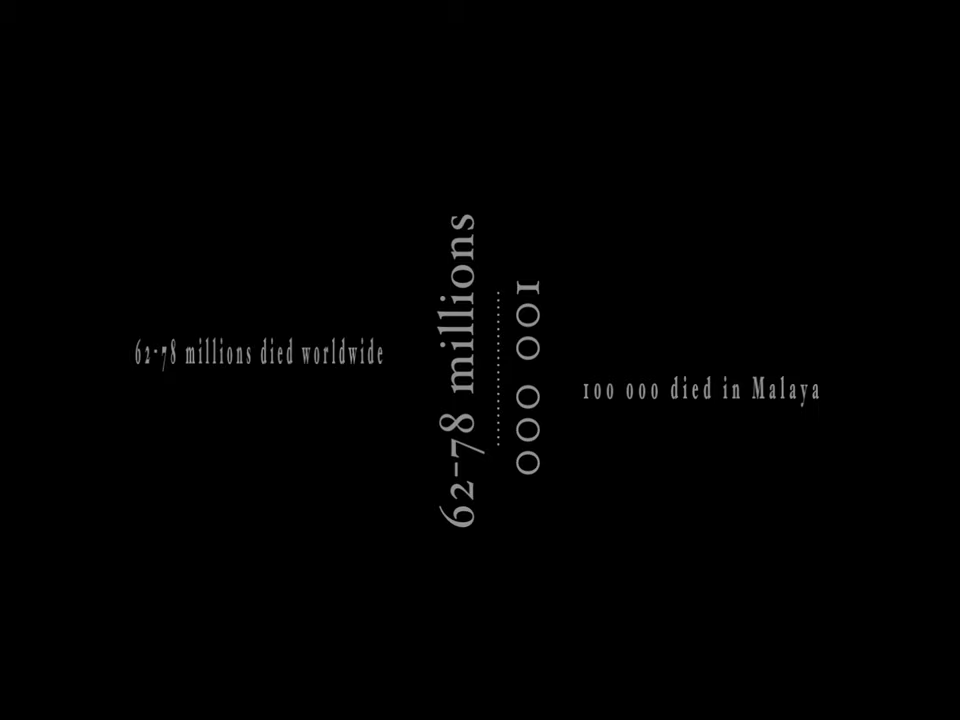 62-78 millions died worldwide
62-78 millions
100 000
100 000 died in Malaya